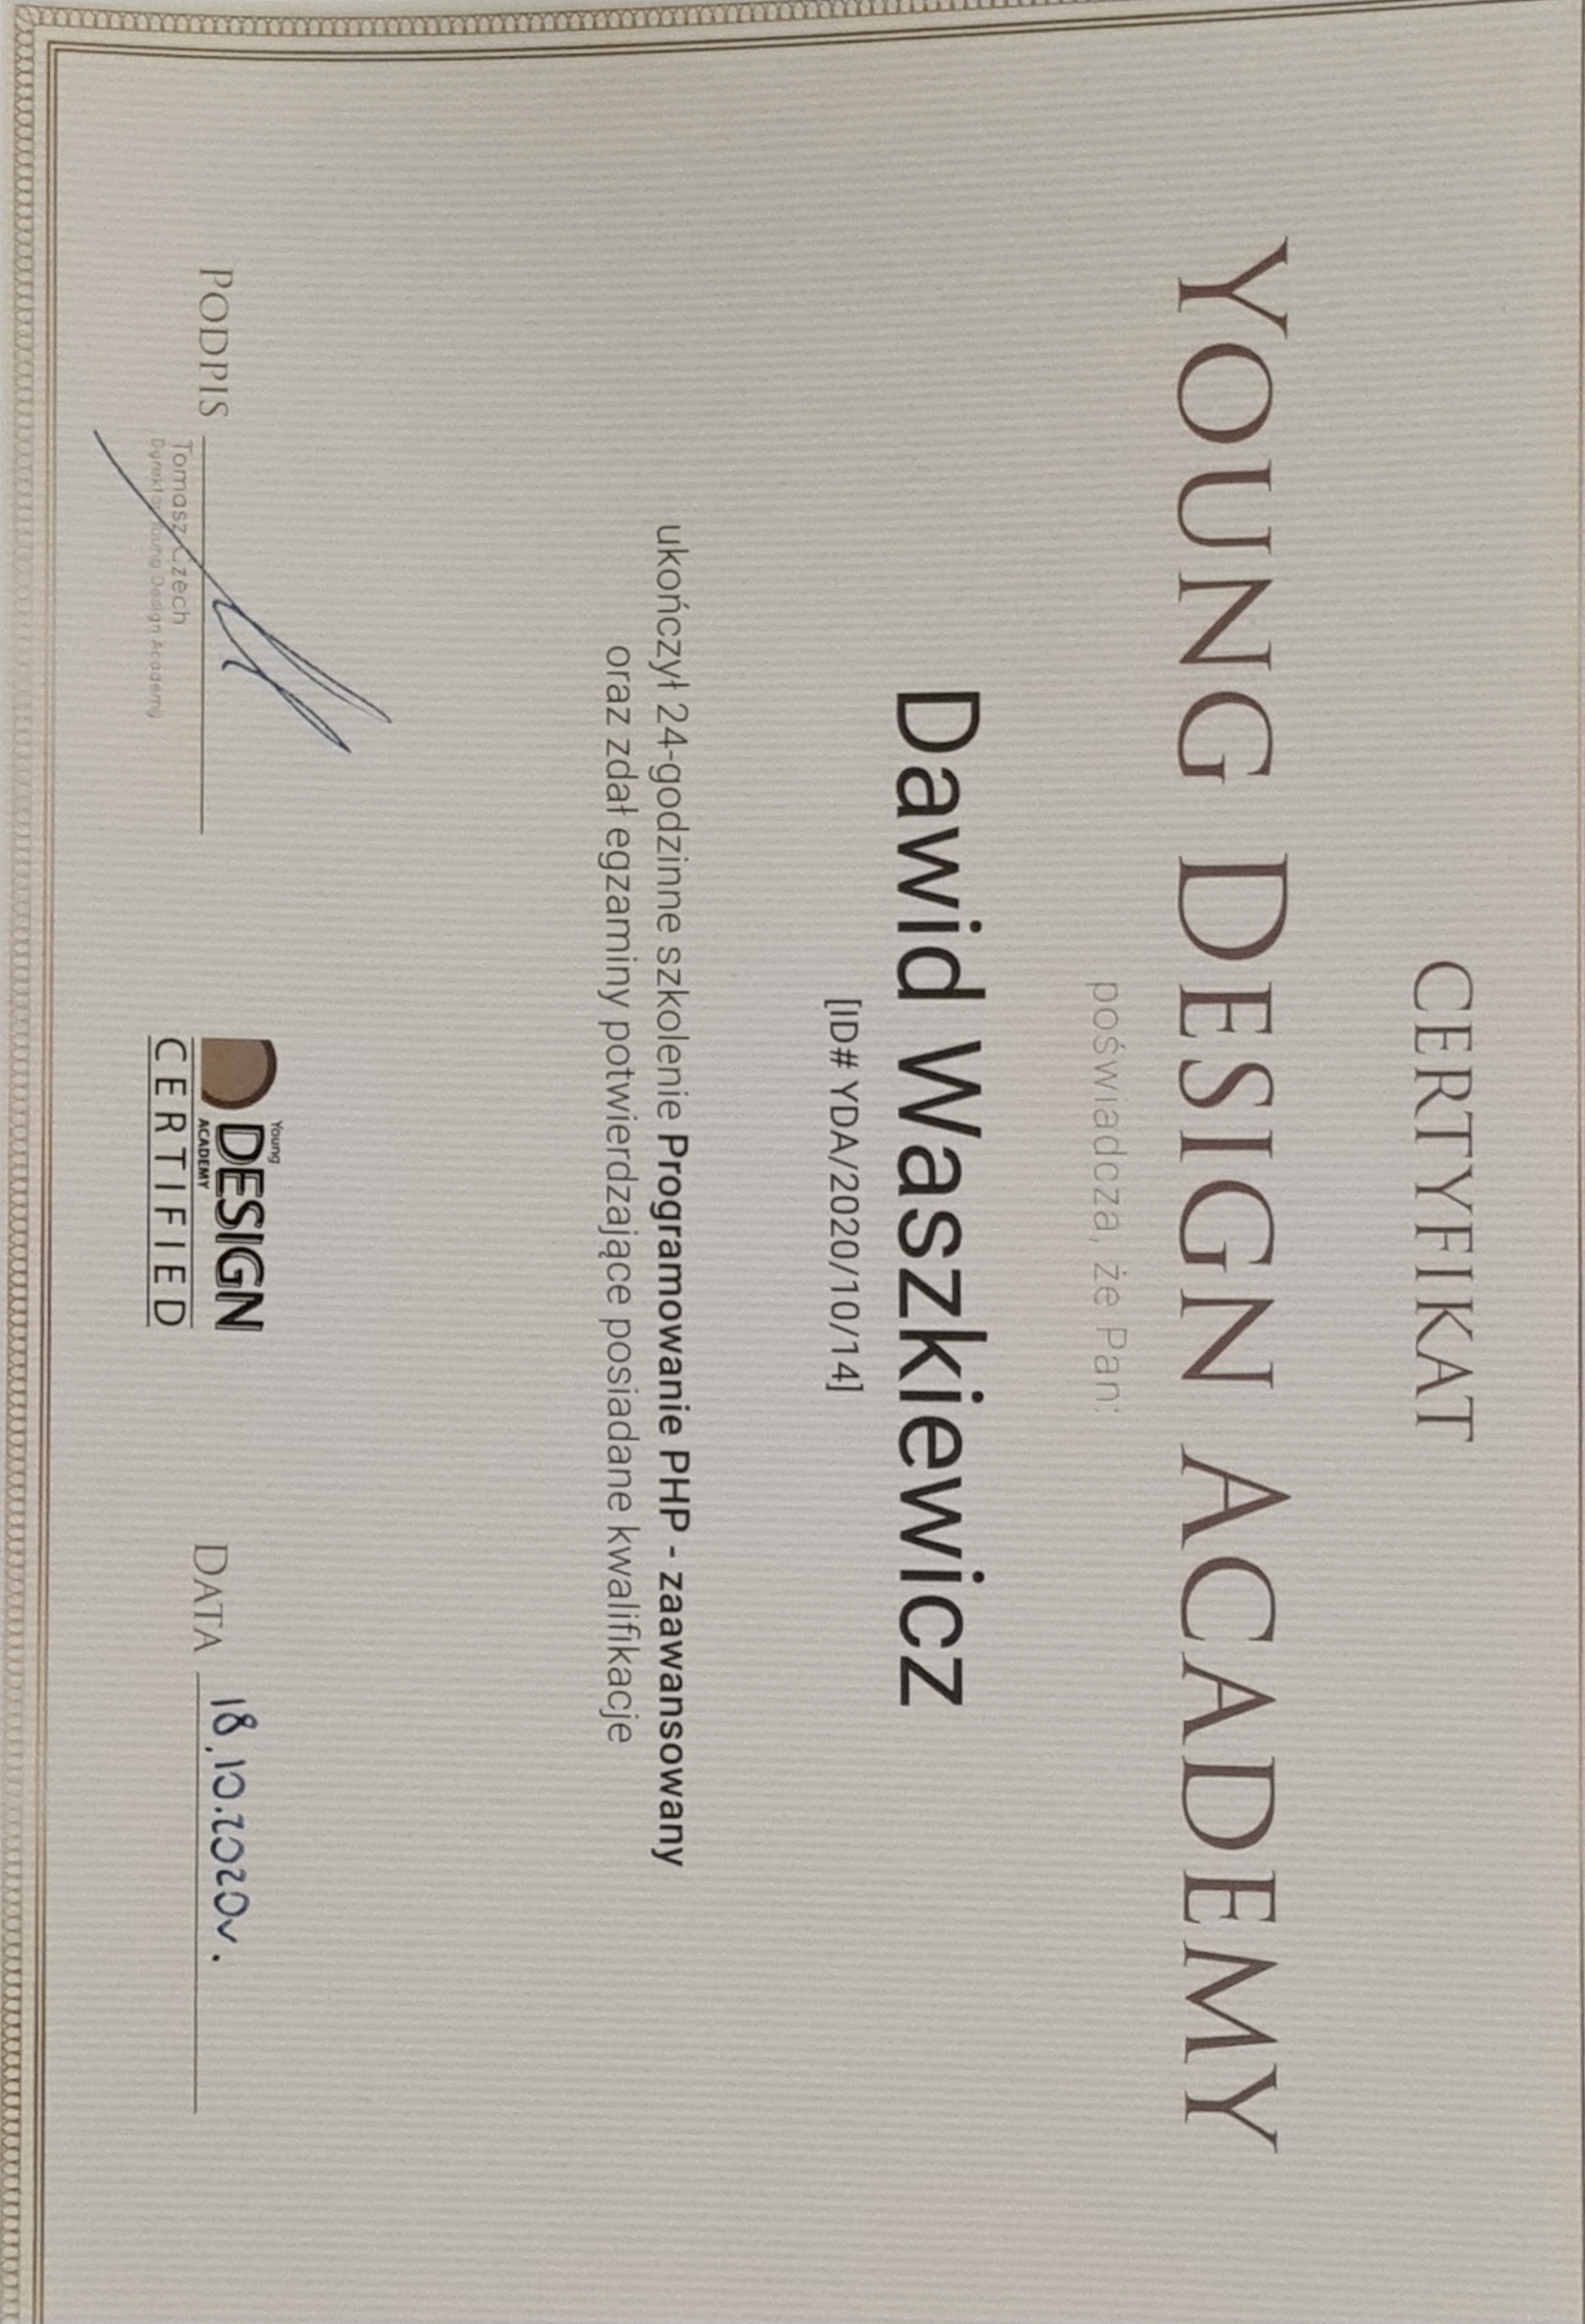 CERTYFIKAT
YOUNG DESIGN ACADEMY
poświadcza, że Pan:
Dawid Waszkiewicz
[ID# YDA/2020/10/14]
ukończył 24-godzinne szkolenie Programowanie PHP - zaawansowany
oraz zdał egzaminy potwierdzające posiadane kwalifikacje
PODPIS
Tomasz Czech
Dyrektor Young Design Academy
Young
DESIGN
ACADEMY
CERTIFIED
DATA 18.10.2020r.